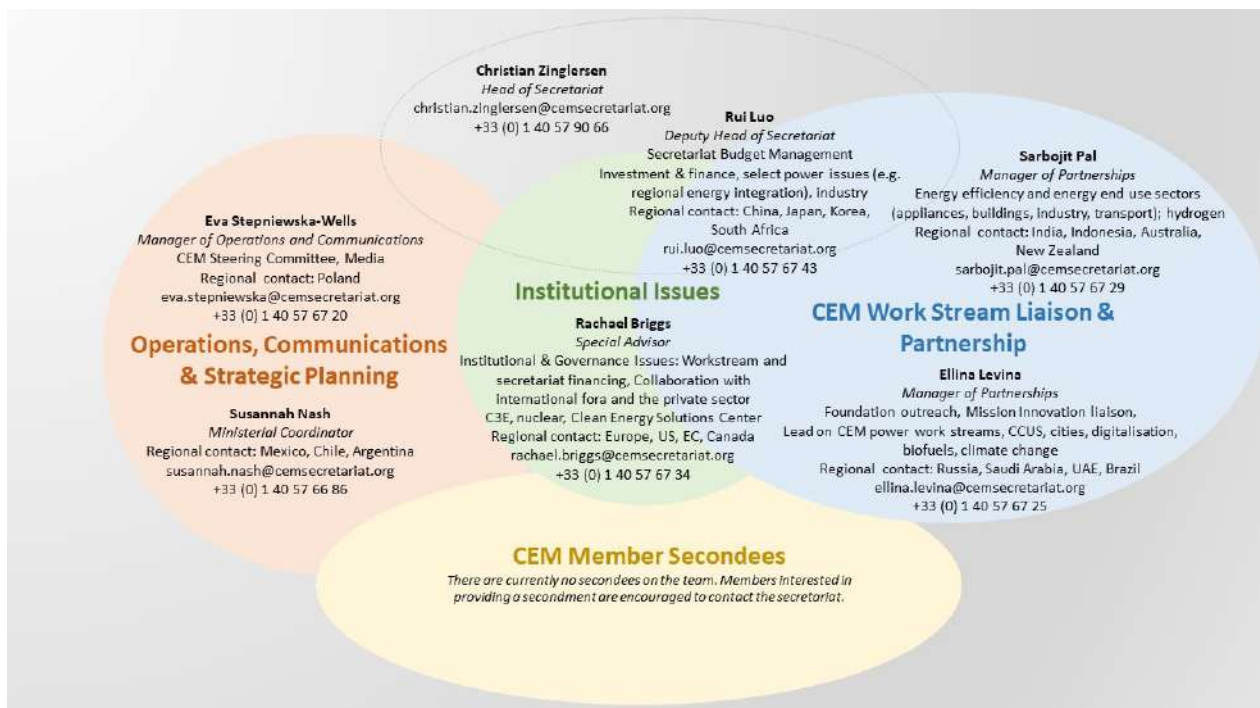 Christian Zinglersen
Head of Secretariat
christian.zinglersen@cemsecretariat.org
+33 (0) 1 40 57 90 66
Rui Luo
Deputy Head of Secretariat
Secretariat Budget Management
Investment & finance, select power issues (e.g.
regional energy integration), industry
Regional contact: China, Japan, Korea,
South Africa
rui.luo@cemsecretariat.org
+33 (0) 1 40 57 67 43
Sarbojit Pal
Manager of Partnerships
Energy efficiency and energy end use sectors
(appliances, buildings, industry, transport); hydrogen
Regional contact: India, Indonesia, Australia,
New Zealand
sarbojit.pal@cemsecretariat.org
+33 (0) 1 40 57 67 29
Eva Stepniewska-Wells
Manager of Operations and Communications
CEM Steering Committee, Media
Regional contact: Poland
eva.stepniewska@cemsecretariat.org
+33 (0) 1 40 57 67 20
Operations, Communications
& Strategic Planning
Susannah Nash
Ministerial Coordinator
Regional contact: Mexico, Chile, Argentina
susannah.nash@cemsecretariat.org
+33 (0) 1 40 57 66 86
Institutional Issues
Rachael Briggs
Special Advisor
Institutional & Governance Issues: Workstream and
secretariat financing, Collaboration with
international fora and the private sector
C3E, nuclear, Clean Energy Solutions Center
Regional contact: Europe, US, EC, Canada
rachael.briggs@cemsecretariat.org
+33 (0) 1 40 57 67 34
CEM Work Stream Liaison &
Partnership
Ellina Levina
Manager of Partnerships
Foundation outreach, Mission Innovation liaison,
Lead on CEM power work streams, CCUS, cities, digitalisation,
biofuels, climate change
Regional contact: Russia, Saudi Arabia, UAE, Brazil
ellina.levina@cemsecretariat.org
+33 (0) 1 40 57 67 25
CEM Member Secondees
There are currently no secondees on the team. Members interested in
providing a secondment are encouraged to contact the secretariat.